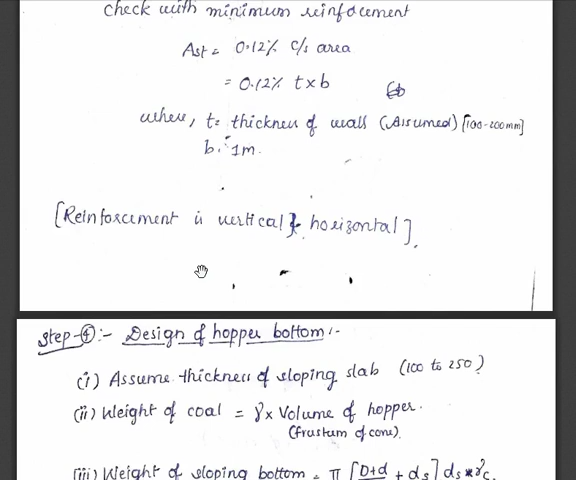 check with minimum reinfocement
Ast = 0.12% c/s area
= 0.12% t x b
where, t = thickness of wall (Assumed) [100-200mm]
b = 1m.
[Reinforcement is vertical & horizontal].
Step-④:- Design of hopper bottom:-
(i) Assume thickness of sloping slab (100 to 250)
(ii) Weight of coal = γ x Volume of hopper.
(frustum of cone).
(iii) Weight of sloping bottom = π [D+d + ds] ds * γc